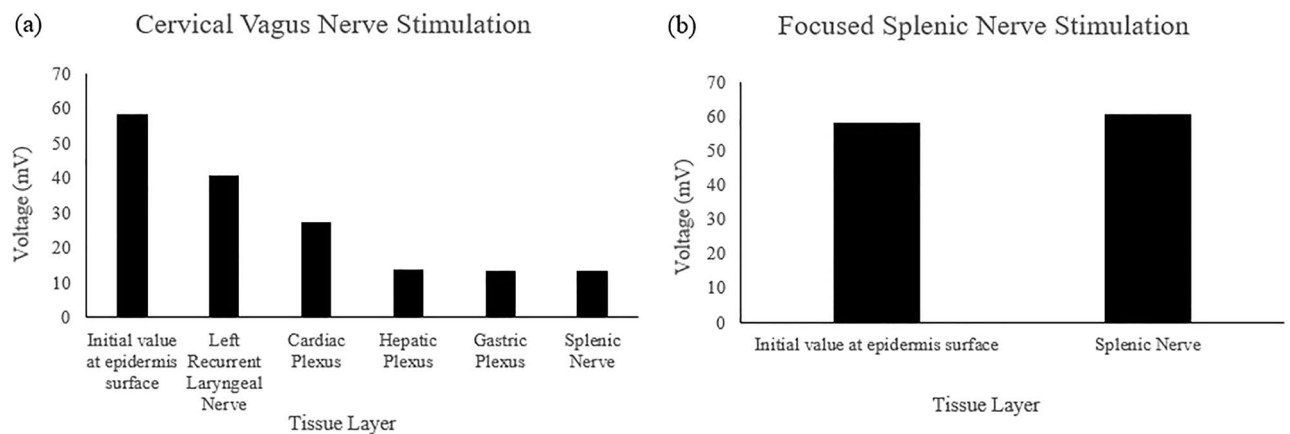 (a)
Cervical Vagus Nerve Stimulation
Voltage (mV)
70
60
50
40
30
20
10
0
Initial value
at epidermis
surface
Left
Recurrent
Laryngeal
Nerve
Cardiac
Plexus
Hepatic
Plexus
Gastric
Plexus
Splenic
Nerve
Tissue Layer
(b)
Focused Splenic Nerve Stimulation
Voltage (mV)
70
60
50
40
30
20
10
0
Initial value at epidermis surface
Splenic Nerve
Tissue Layer